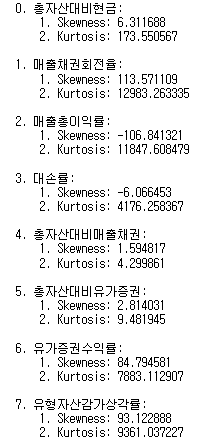 0. 총자산대비현금:
1. Skewness: 6.311688
2. Kurtosis: 173.550567
1. 매출채권회전율:
1. Skewness: 113.571109
2. Kurtosis: 12983.263335
2. 매출총이익률:
1. Skewness: -106.841321
2. Kurtosis: 11847.608479
3. 대손률:
1. Skewness: -6.066453
2. Kurtosis: 4176.258367
4. 총자산대비매출채권:
1. Skewness: 1.594817
2. Kurtosis: 4.299861
5. 총자산대비유가증권:
1. Skewness: 2.814031
2. Kurtosis: 9.481945
6. 유가증권수익률:
1. Skewness: 84.794581
2. Kurtosis: 7883.112907
7. 유형자산감가상각률:
1. Skewness: 93.122888
2. Kurtosis: 9361.037227